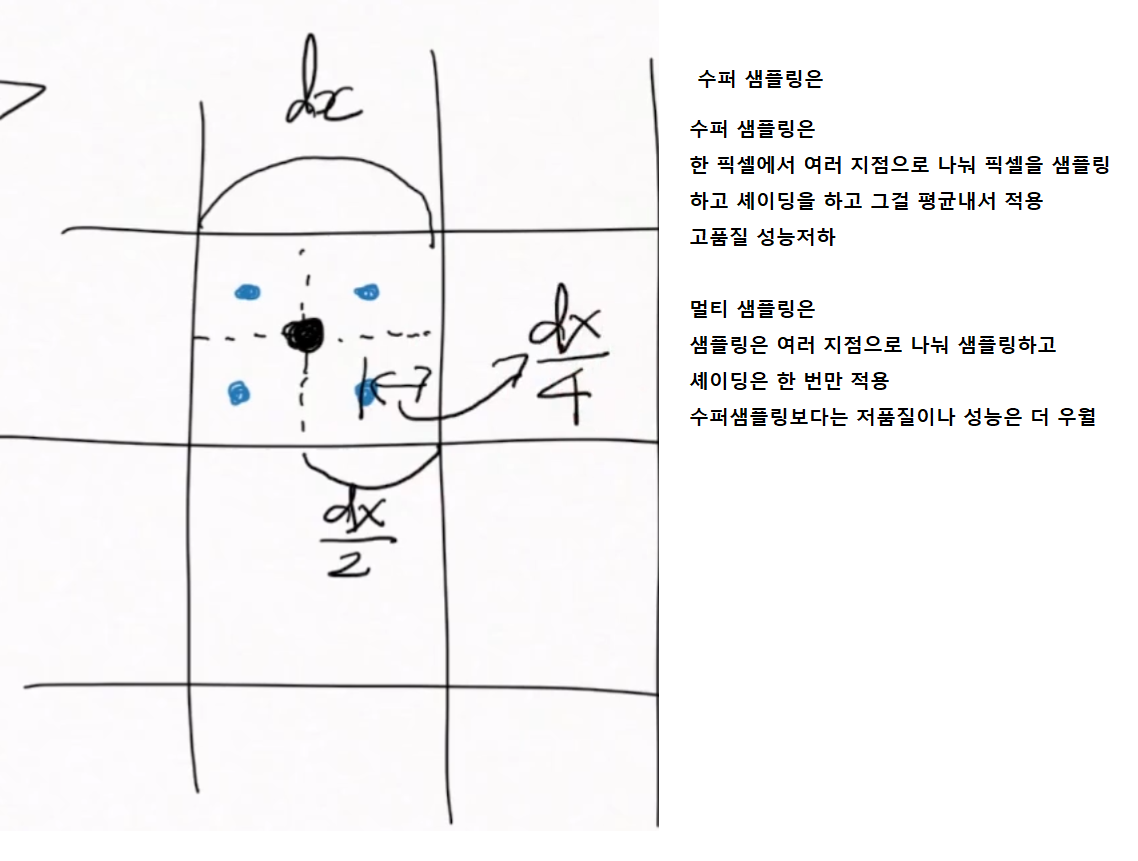 dx
dx/4
dx/2
수퍼 샘플링은
수퍼 샘플링은
한 픽셀에서 여러 지점으로 나눠 픽셀을 샘플링
하고 셰이딩을 하고 그걸 평균내서 적용
고품질 성능저하
멀티 샘플링은
샘플링은 여러 지점으로 나눠 샘플링하고
셰이딩은 한 번만 적용
수퍼샘플링보다는 저품질이나 성능은 더 우월